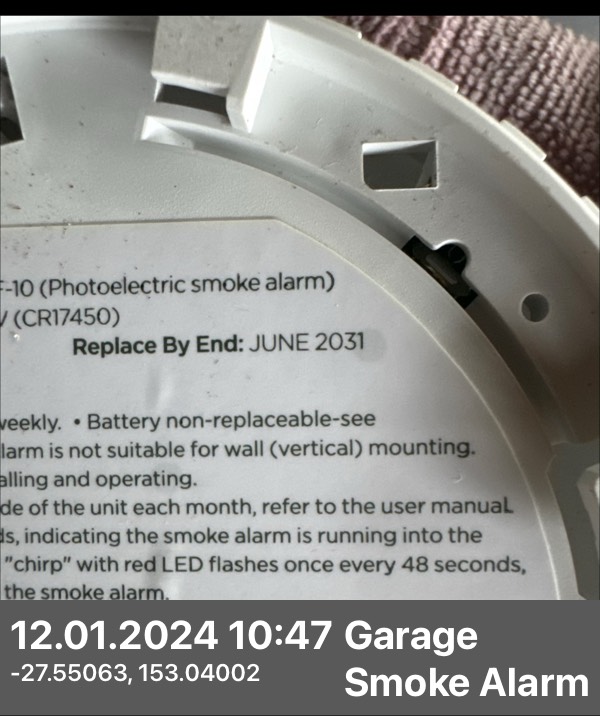 -10 (Photoelectric smoke alarm)
(CR17450)
Replace By End: JUNE 2031
weekly. • Battery non-replaceable-see
larm is not suitable for wall (vertical) mounting.
alling and operating.
de of the unit each month, refer to the user manual
ds, indicating the smoke alarm is running into the
"chirp" with red LED flashes once every 48 seconds,
the smoke alarm.
12.01.2024 10:47 Garage
-27.55063, 153.04002 Smoke Alarm